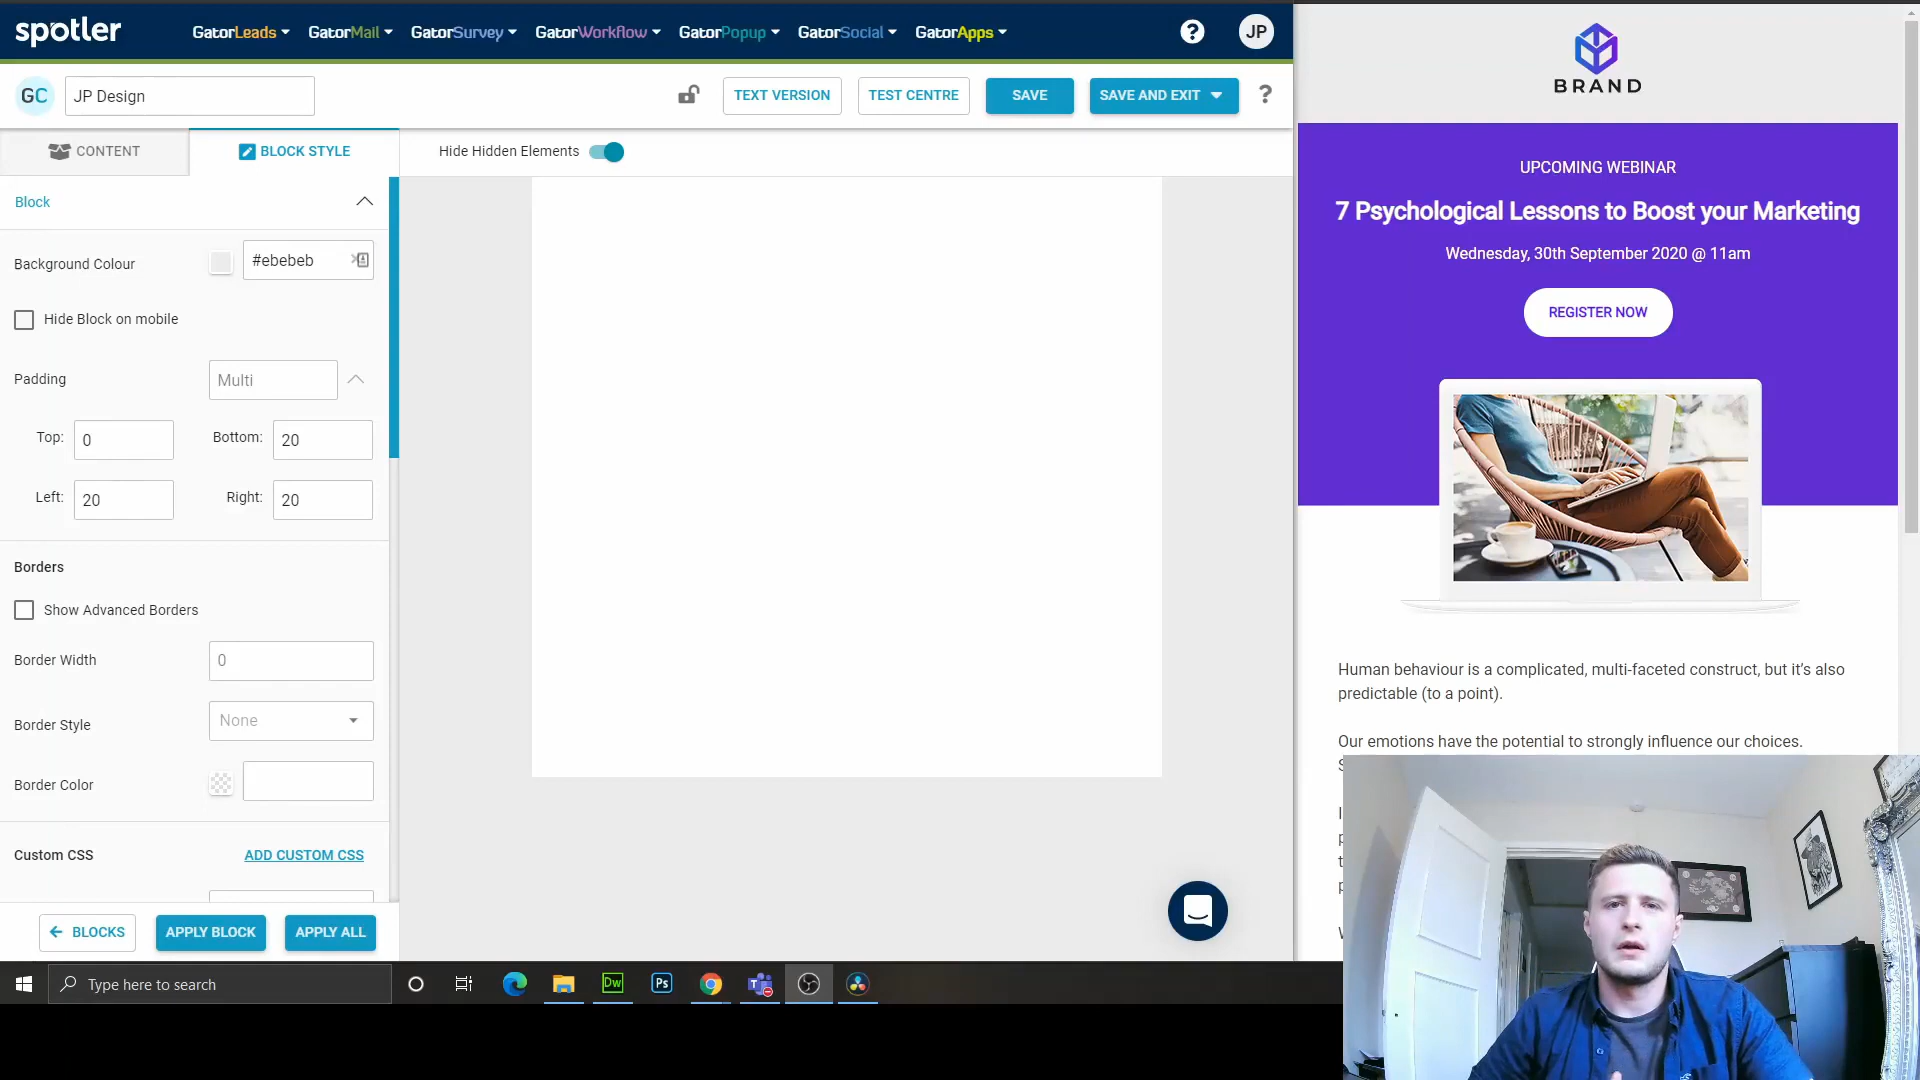 spotler
GatorLeads
GatorMail
GatorSurvey
GatorWorkflow
GatorPopup
GatorSocial
GatorApps
?
JP
GC
JP Design
TEXT VERSION
TEST CENTRE
SAVE
SAVE AND EXIT
?
CONTENT
BLOCK STYLE
Hide Hidden Elements
Block
Background Colour
#ebebeb
Hide Block on mobile
Padding
Multi
Top:
0
Bottom:
20
Left:
20
Right:
20
Borders
Show Advanced Borders
Border Width
0
Border Style
None
Border Color
Custom CSS
ADD CUSTOM CSS
BLOCKS
APPLY BLOCK
APPLY ALL
BRAND
UPCOMING WEBINAR
7 Psychological Lessons to Boost your Marketing
Wednesday, 30th September 2020 @ 11am
REGISTER NOW
Human behaviour is a complicated, multi-faceted construct, but it’s also
predictable (to a point).
Our emotions have the potential to strongly influence our choices.
Type here to search
Dw
Ps